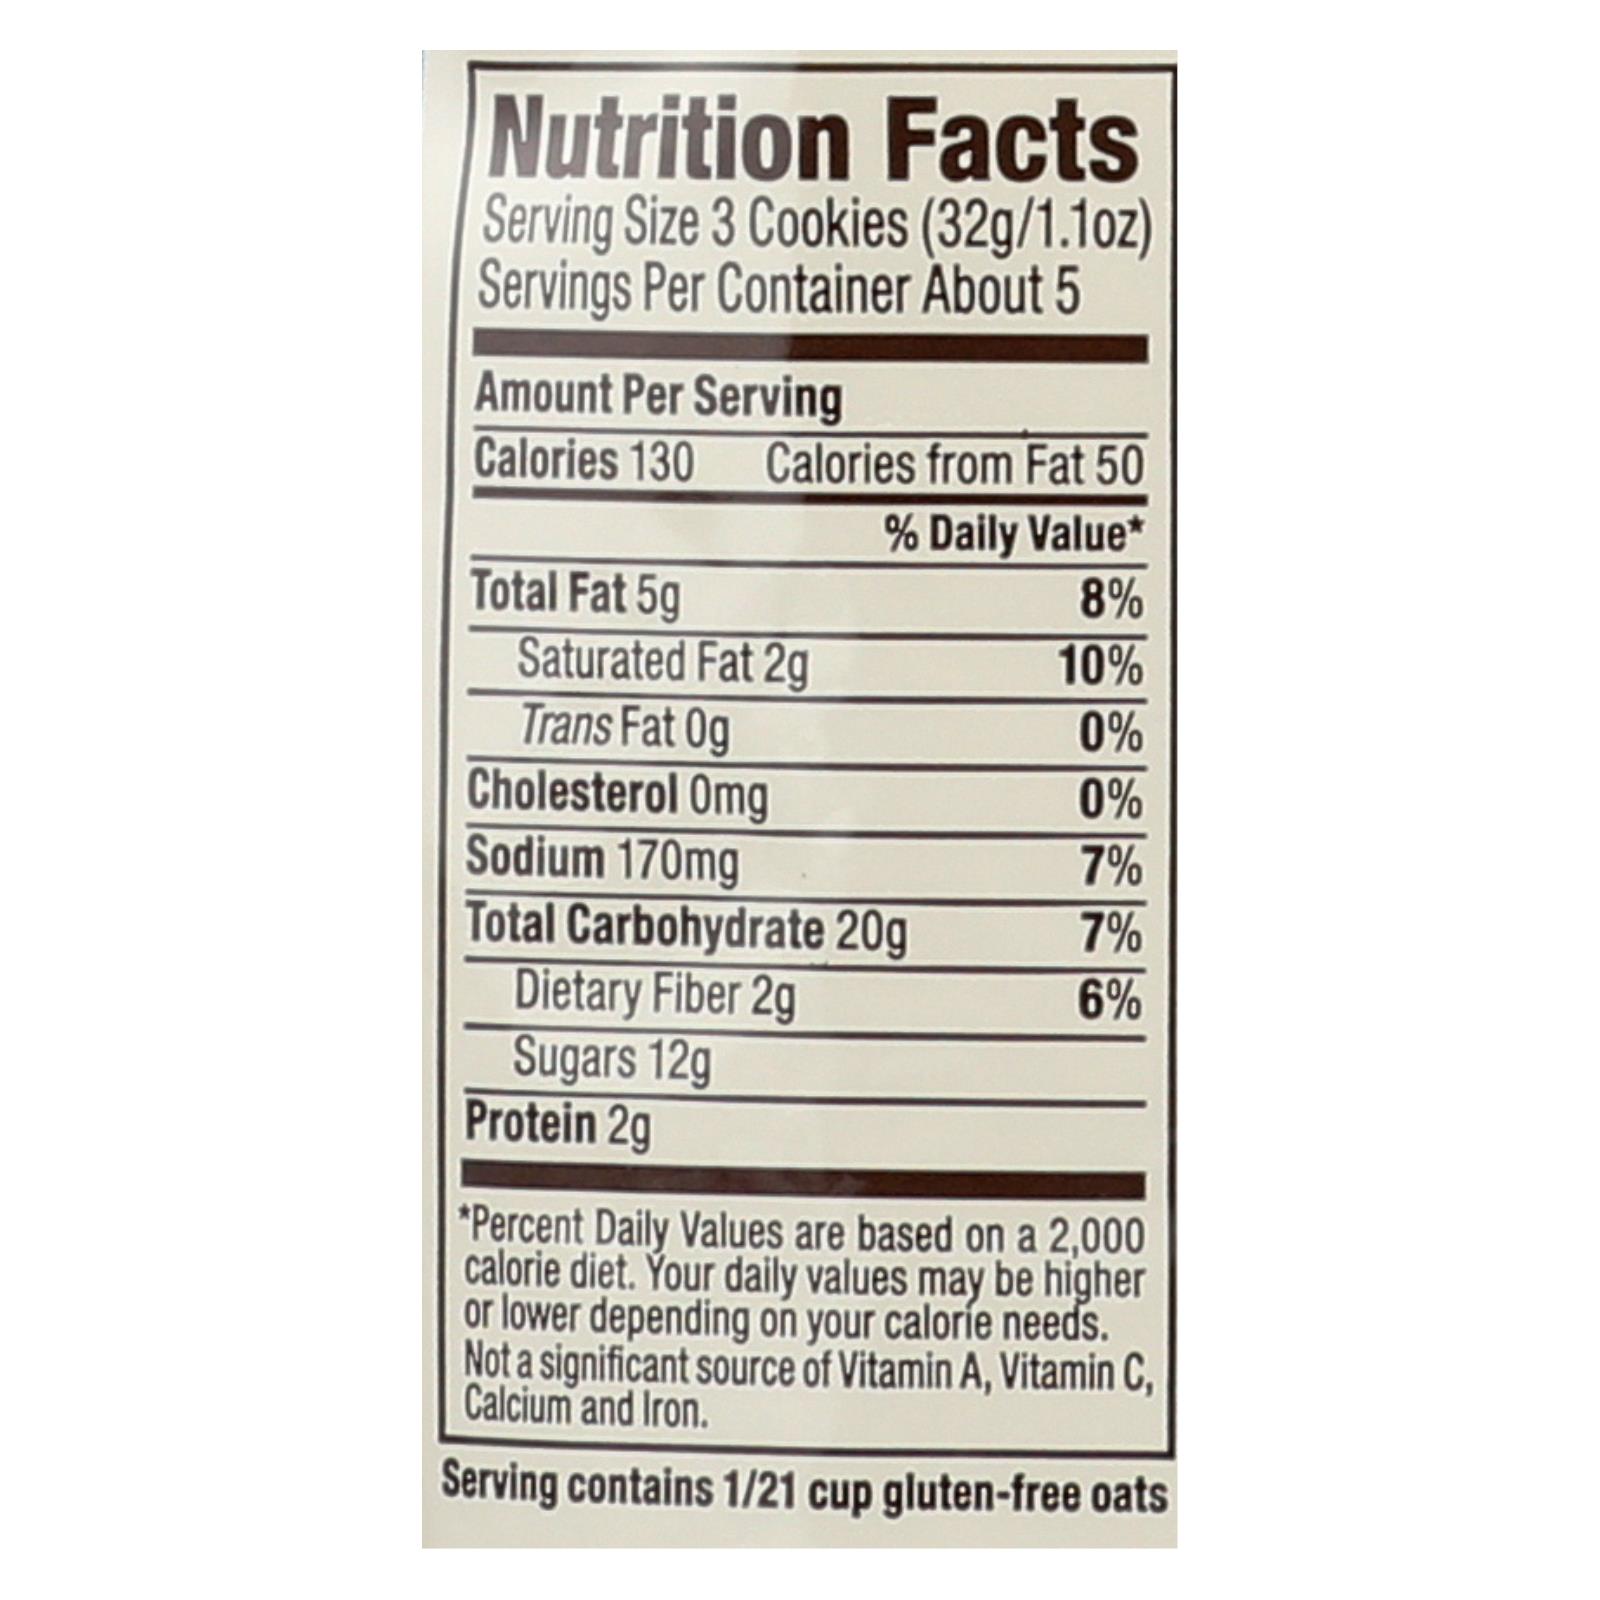 Nutrition Facts
Serving Size 3 Cookies (32g/1.1oz)
Servings Per Container About 5
Amount Per Serving
Calories 130 Calories from Fat 50
% Daily Value*
Total Fat 5g 8%
Saturated Fat 2g 10%
Trans Fat 0g 0%
Cholesterol 0mg 0%
Sodium 170mg 7%
Total Carbohydrate 20g 7%
Dietary Fiber 2g 6%
Sugars 12g
Protein 2g
*Percent Daily Values are based on a 2,000
calorie diet. Your daily values may be higher
or lower depending on your calorie needs.
Not a significant source of Vitamin A, Vitamin C,
Calcium and Iron.
Serving contains 1/21 cup gluten-free oats